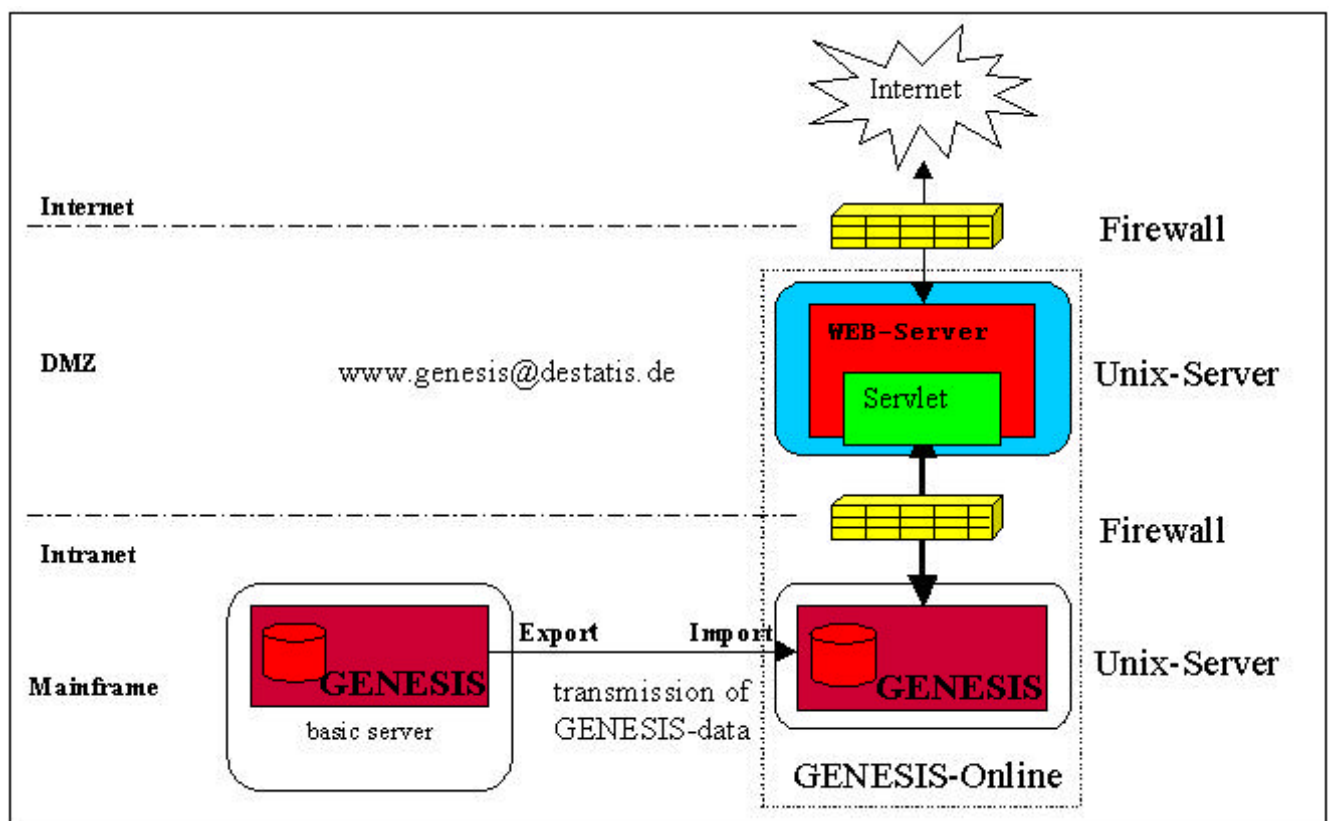 Internet
Internet
Firewall
WEB-Server
DMZ
www.genesis@destatis.de
Unix-Server
Servlet
Firewall
Intranet
Export
Import
GENESIS
GENESIS
Unix-Server
Mainframe
transmission of
GENESIS-data
basic server
GENESIS-Online